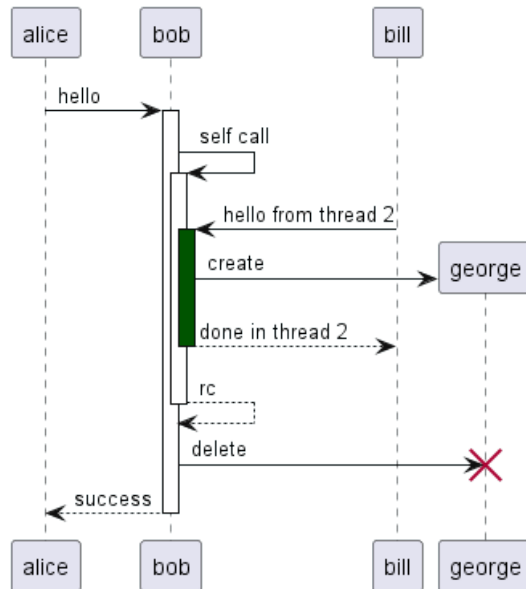 alice bob bill
hello
self call
hello from thread 2
create george
done in thread 2
rc
delete
success
alice bob bill george